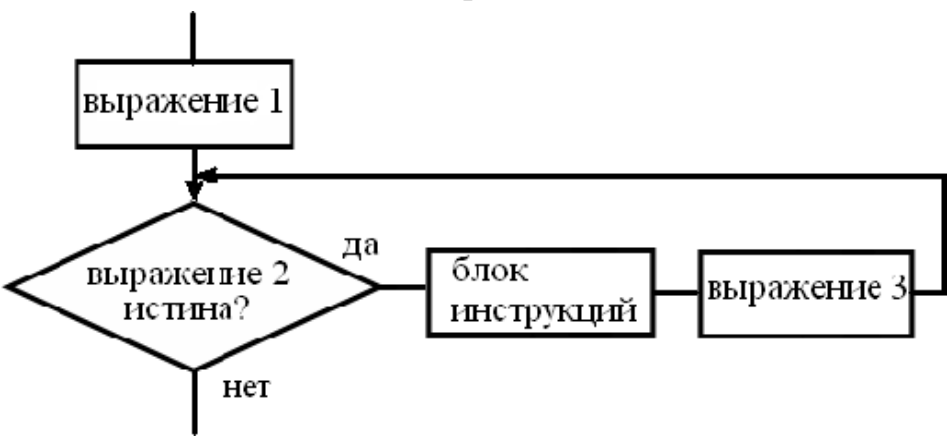 выражение 1
да
выражение 2
истина?
блок
инструкций
выражение 3
нет